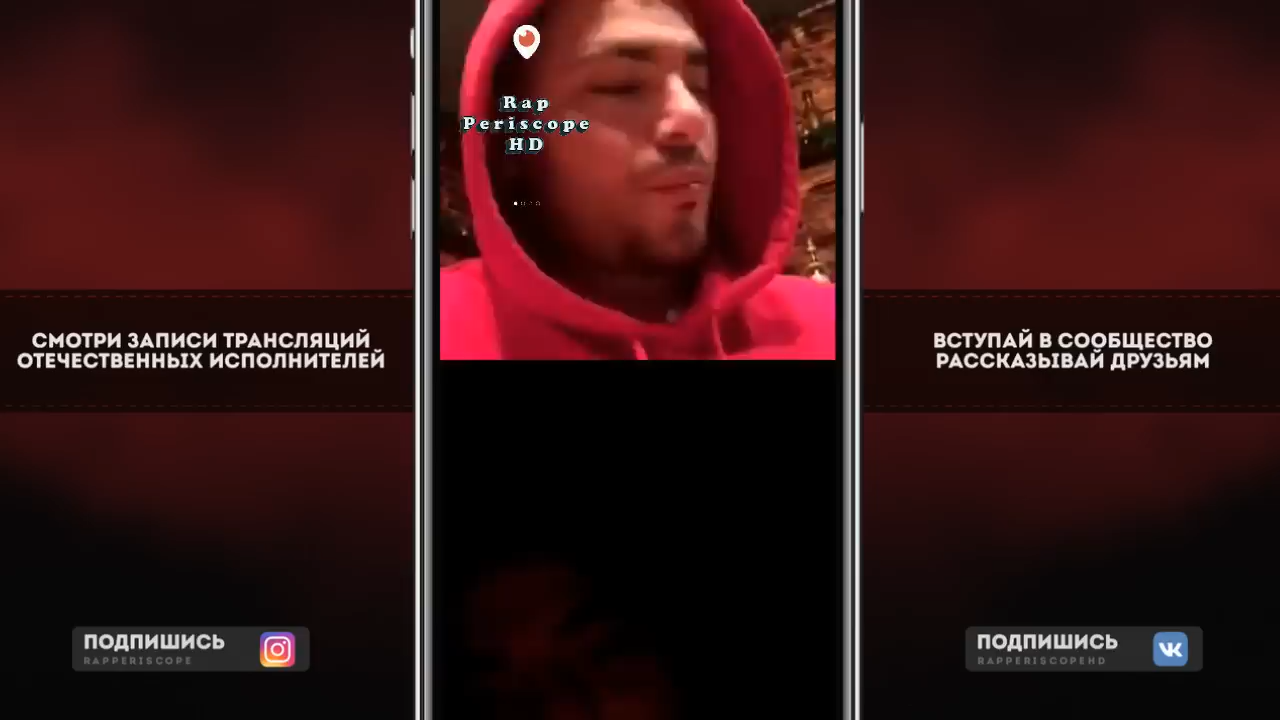 Rap
Periscope
HD
СМОТРИ ЗАПИСИ ТРАНСЛЯЦИЙ
ОТЕЧЕСТВЕННЫХ ИСПОЛНИТЕЛЕЙ
ВСТУПАЙ В СООБЩЕСТВО
РАССКАЗЫВАЙ ДРУЗЬЯМ
ПОДПИШИСЬ
RAPPERISCOPE
ПОДПИШИСЬ
RAPPERISCOPEHD